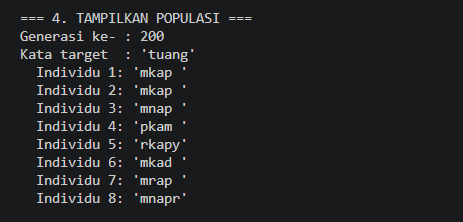 === 4. TAMPILKAN POPULASI ===
Generasi ke- : 200
Kata target  : 'tuang'
  Individu 1: 'mkap '
  Individu 2: 'mkap '
  Individu 3: 'mnap '
  Individu 4: 'pkam '
  Individu 5: 'rkapy'
  Individu 6: 'mkad '
  Individu 7: 'mrap '
  Individu 8: 'mnapr'